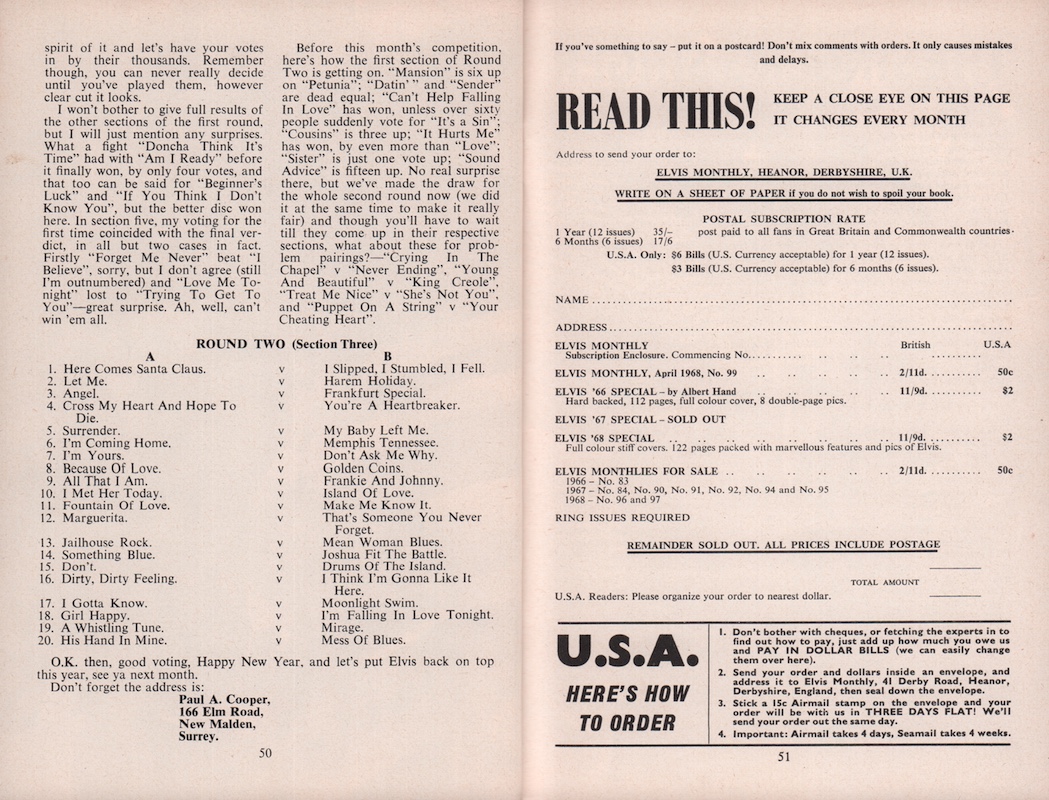 spirit of it and let's have your votes
in by their thousands. Remember
though, you can never really decide
until you've played them, however
clear cut it looks.
I won't bother to give full results of
the other sections of the first round,
but I will just mention any surprises.
What a fight "Doncha Think It's
Time" had with "Am I Ready" before
it finally won, by only four votes, and
that too can be said for "Beginner's
Luck" and "If You Think I Don't
Know You", but the better disc won
here. In section five, my voting for the
first time coincided with the final ver-
dict, in all but two cases in fact.
Firstly "Forget Me Never" beat "I
Believe", sorry, but I don't agree (still
I'm outnumbered) and "Love Me To-
night" lost to "Trying To Get To
You"—great surprise. Ah, well, can't
win 'em all.
Before this month's competition,
here's how the first section of Round
Two is getting on. "Mansion" is six up
on "Petunia"; "Datin' " and "Sender"
are dead equal; "Can't Help Falling
In Love" has won, unless over sixty
people suddenly vote for "It's a Sin";
"Cousins" is three up; "It Hurts Me"
has won, by even more than "Love";
"Sister" is just one vote up; "Sound
Advice" is fifteen up. No real surprise
there, but we've made the draw for
the whole second round now (we did
it at the same time to make it really
fair) and though you'll have to wait
till they come up in their respective
sections, what about these for prob-
lem pairings?—"Crying In The
Chapel" v "Never Ending", "Young
And Beautiful" v "King Creole",
"Treat Me Nice" v "She's Not You",
and "Puppet On A String" v "Your
Cheating Heart".
ROUND TWO (Section Three)
A B
1. Here Comes Santa Claus. v I Slipped, I Stumbled, I Fell.
2. Let Me. v Harem Holiday.
3. Angel. v Frankfurt Special.
4. Cross My Heart And Hope To v You're A Heartbreaker.
Die.
5. Surrender. v My Baby Left Me.
6. I'm Coming Home. v Memphis Tennessee.
7. I'm Yours. v Don't Ask Me Why.
8. Because Of Love. v Golden Coins.
9. All That I Am. v Frankie And Johnny.
10. I Met Her Today. v Island Of Love.
11. Fountain Of Love. v Make Me Know It.
12. Marguerita. v That's Someone You Never
Forget.
13. Jailhouse Rock. v Mean Woman Blues.
14. Something Blue. v Joshua Fit The Battle.
15. Don't. v Drums Of The Island.
16. Dirty, Dirty Feeling. v I Think I'm Gonna Like It
Here.
17. I Gotta Know. v Moonlight Swim.
18. Girl Happy. v I'm Falling In Love Tonight.
19. A Whistling Tune. v Mirage.
20. His Hand In Mine. v Mess Of Blues.
O.K. then, good voting, Happy New Year, and let's put Elvis back on top
this year, see ya next month.
Don't forget the address is:
Paul A. Cooper,
166 Elm Road,
New Malden,
Surrey.
50
If you've something to say – put it on a postcard! Don't mix comments with orders. It only causes mistakes
and delays.
READ THIS!
KEEP A CLOSE EYE ON THIS PAGE
IT CHANGES EVERY MONTH
Address to send your order to:
ELVIS MONTHLY, HEANOR, DERBYSHIRE, U.K.
WRITE ON A SHEET OF PAPER if you do not wish to spoil your book.
POSTAL SUBSCRIPTION RATE
1 Year (12 issues) 35/– post paid to all fans in Great Britain and Commonwealth countries·
6 Months (6 issues) 17/6
U.S.A. Only: $6 Bills (U.S. Currency acceptable) for 1 year (12 issues).
$3 Bills (U.S. Currency acceptable) for 6 months (6 issues).
NAME
ADDRESS
ELVIS MONTHLY British U.S.A
Subscription Enclosure. Commencing No.
ELVIS MONTHLY, April 1968, No. 99 2/11d. 50c
ELVIS '66 SPECIAL – by Albert Hand 11/9d. $2
Hard backed, 112 pages, full colour cover, 8 double-page pics.
ELVIS '67 SPECIAL – SOLD OUT
ELVIS '68 SPECIAL 11/9d. $2
Full colour stiff covers. 122 pages packed with marvellous features and pics of Elvis.
ELVIS MONTHLIES FOR SALE 2/11d. 50c
1966 – No. 83
1967 – No. 84, No. 90, No. 91, No. 92, No. 94 and No. 95
1968 – No. 96 and 97
RING ISSUES REQUIRED
REMAINDER SOLD OUT. ALL PRICES INCLUDE POSTAGE
TOTAL AMOUNT
U.S.A. Readers: Please organize your order to nearest dollar.
U.S.A.
HERE'S HOW
TO ORDER
1. Don't bother with cheques, or fetching the experts in to
find out how to pay, just add up how much you owe us
and PAY IN DOLLAR BILLS (we can easily change
them over here).
2. Send your order and dollars inside an envelope, and
address it to Elvis Monthly, 41 Derby Road, Heanor,
Derbyshire, England, then seal down the envelope.
3. Stick a 15c Airmail stamp on the envelope and your
order will be with us in THREE DAYS FLAT! We'll
send your order out the same day.
4. Important: Airmail takes 4 days, Seamail takes 4 weeks.
51